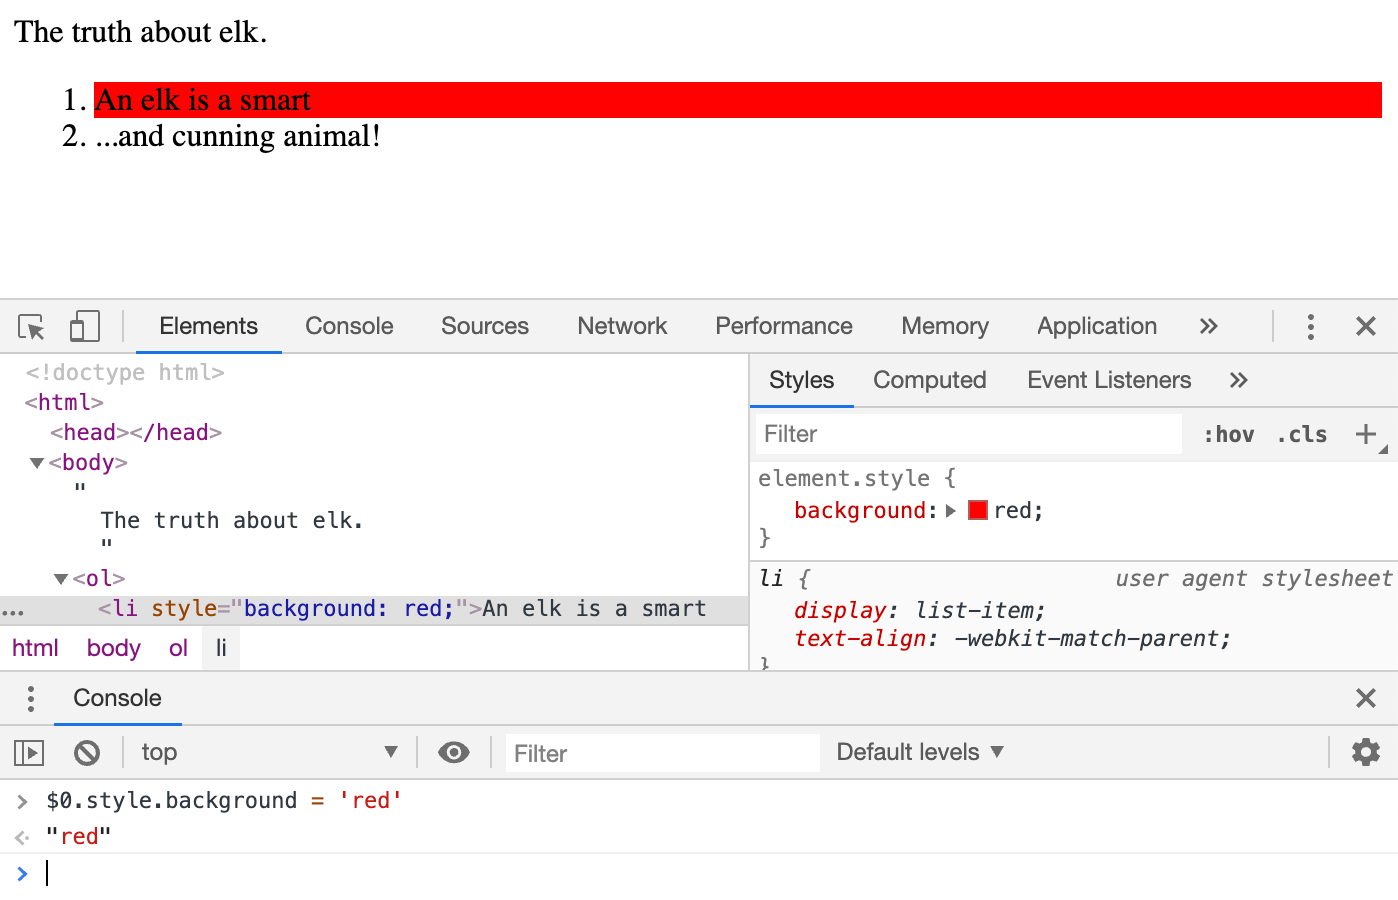 The truth about elk.
1. An elk is a smart
2. ...and cunning animal!
Elements Console Sources Network Performance Memory Application »
<!doctype html>
<html>
<head></head>
▼<body>
"
The truth about elk.
"
▼<ol>
... <li style="background: red;">An elk is a smart
html body ol li
Styles Computed Event Listeners »
Filter :hov .cls +
element.style {
background: ▶ red;
}
li { user agent stylesheet
display: list-item;
text-align: -webkit-match-parent;
}
Console
top ▼ Filter Default levels ▼
> $0.style.background = 'red'
<· "red"
>